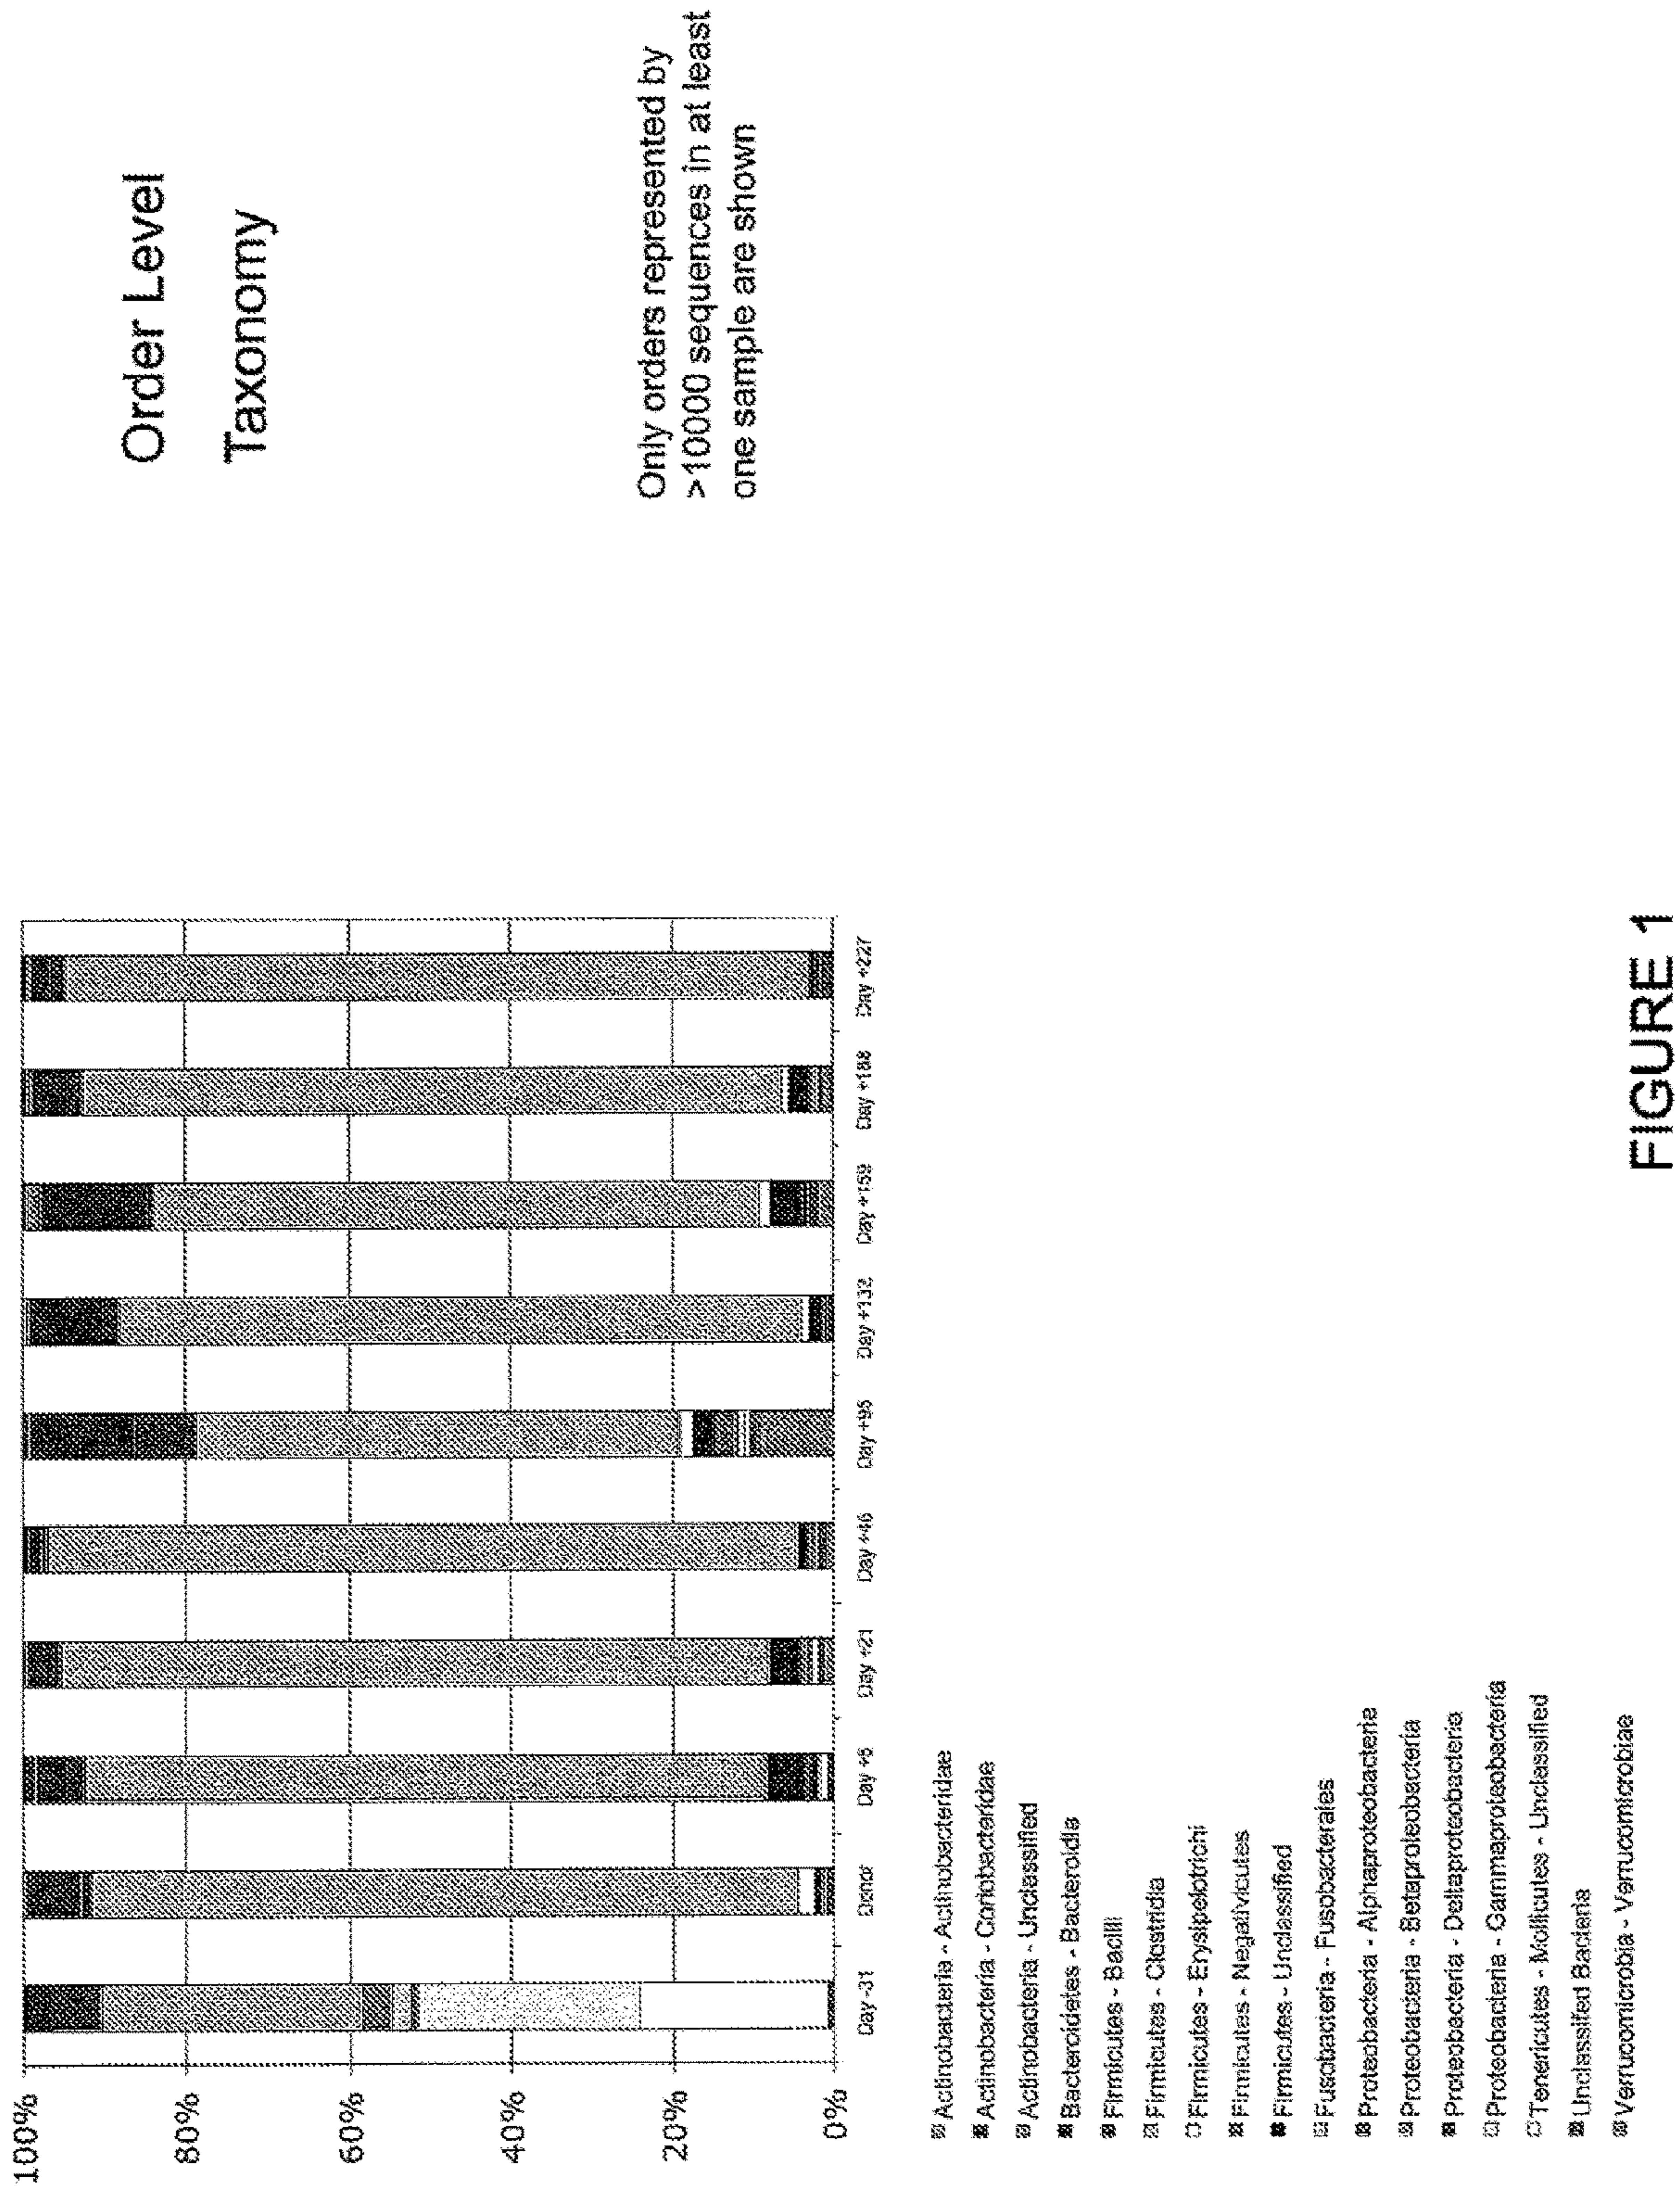 Order Level
Taxonomy
Only orders represented by
>10000 sequences in at least
one sample are shown
100%
80%
60%
40%
20%
0%
Day -31
Donor
Day +6
Day +21
Day +46
Day +95
Day +132
Day +159
Day +188
Day +227
Actinobacteria - Actinobacteridae
Actinobacteria - Coriobacteridae
Actinobacteria - Unclassified
Bacteroidetes - Bacteroidia
Firmicutes - Bacilli
Firmicutes - Clostridia
Firmicutes - Erysipelotrichi
Firmicutes - Negativicutes
Firmicutes - Unclassified
Fusobacteria - Fusobacterales
Proteobacteria - Alphaproteobacteria
Proteobacteria - Betaproteobacteria
Proteobacteria - Deltaproteobacteria
Proteobacteria - Gammaproteobacteria
Tenericutes - Mollicutes - Unclassified
Unclassified Bacteria
Verrucomicrobia - Verrucomicrobiae
FIGURE 1